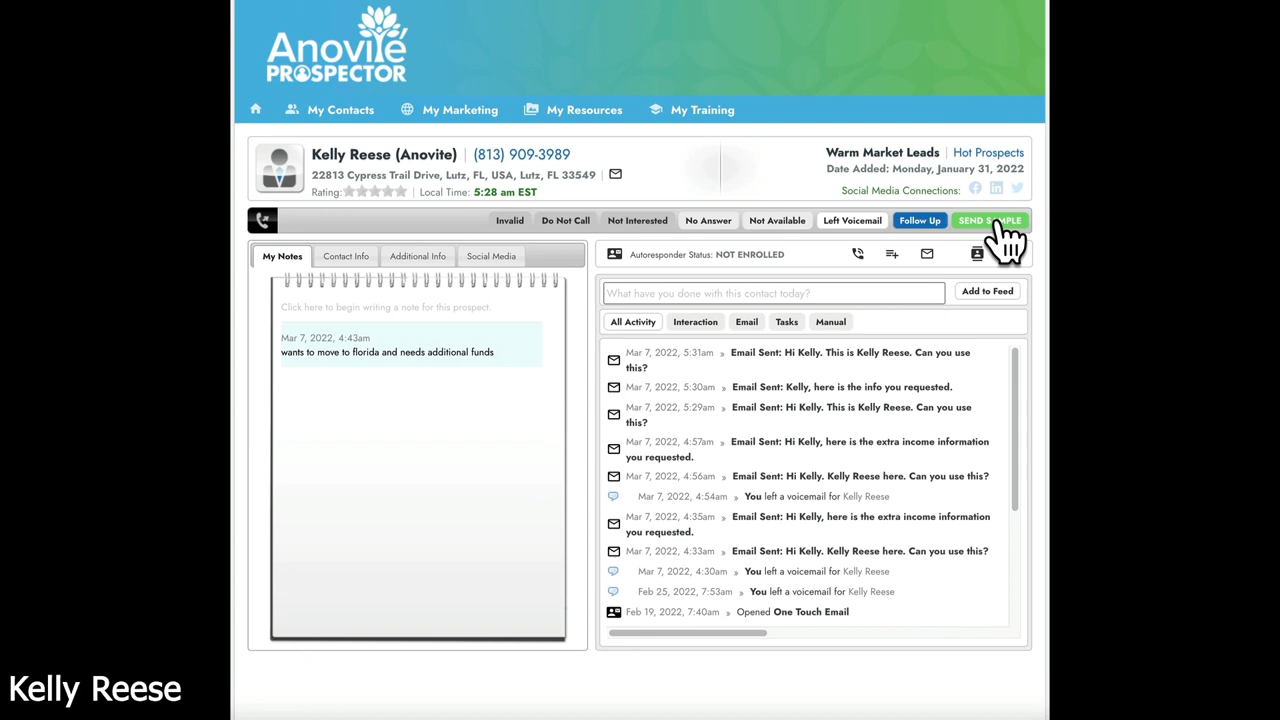 Anovite
PROSPECTOR
My Contacts
My Marketing
My Resources
My Training
Kelly Reese (Anovite) | (813) 909-3989
22813 Cypress Trail Drive, Lutz, FL, USA, Lutz, FL 33549
Rating: | Local Time: 5:28 am EST
Warm Market Leads | Hot Prospects
Date Added: Monday, January 31, 2022
Social Media Connections:
Invalid
Do Not Call
Not Interested
No Answer
Not Available
Left Voicemail
Follow Up
SEND SAMPLE
My Notes
Contact Info
Additional Info
Social Media
Click here to begin writing a note for this prospect.
Mar 7, 2022, 4:43am
wants to move to florida and needs additional funds
Autoresponder Status: NOT ENROLLED
What have you done with this contact today?
Add to Feed
All Activity
Interaction
Email
Tasks
Manual
Mar 7, 2022, 5:31am » Email Sent: Hi Kelly. This is Kelly Reese. Can you use
this?
Mar 7, 2022, 5:30am » Email Sent: Kelly, here is the info you requested.
Mar 7, 2022, 5:29am » Email Sent: Hi Kelly. This is Kelly Reese. Can you use
this?
Mar 7, 2022, 4:57am » Email Sent: Hi Kelly, here is the extra income information
you requested.
Mar 7, 2022, 4:56am » Email Sent: Hi Kelly. Kelly Reese here. Can you use this?
Mar 7, 2022, 4:54am » You left a voicemail for Kelly Reese
Mar 7, 2022, 4:35am » Email Sent: Hi Kelly, here is the extra income information
you requested.
Mar 7, 2022, 4:33am » Email Sent: Hi Kelly. Kelly Reese here. Can you use this?
Mar 7, 2022, 4:30am » You left a voicemail for Kelly Reese
Feb 25, 2022, 7:53am » You left a voicemail for Kelly Reese
Feb 19, 2022, 7:40am » Opened One Touch Email
Kelly Reese